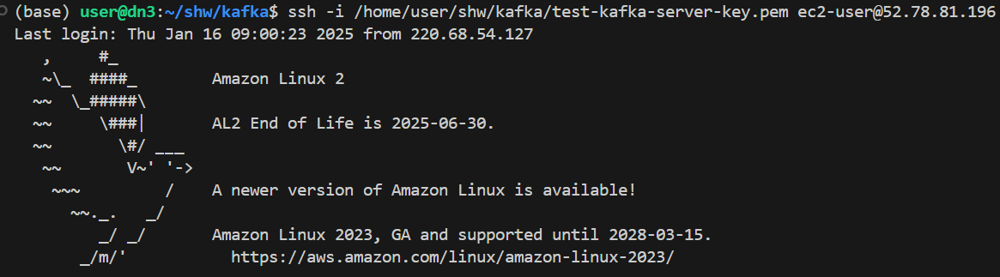 (base) user@dn3:~/shw/kafka$ ssh -i /home/user/shw/kafka/test-kafka-server-key.pem ec2-user@52.78.81.196
Last login: Thu Jan 16 09:00:23 2025 from 220.68.54.127
   ,     #_
   ~\_  ####_        Amazon Linux 2
  ~~  \_#####\
  ~~     \###|       AL2 End of Life is 2025-06-30.
  ~~       \#/ ___
   ~~       V~' '->
    ~~~         /    A newer version of Amazon Linux is available!
      ~~._.   _/
         _/ _/       Amazon Linux 2023, GA and supported until 2028-03-15.
       _/m/'           https://aws.amazon.com/linux/amazon-linux-2023/